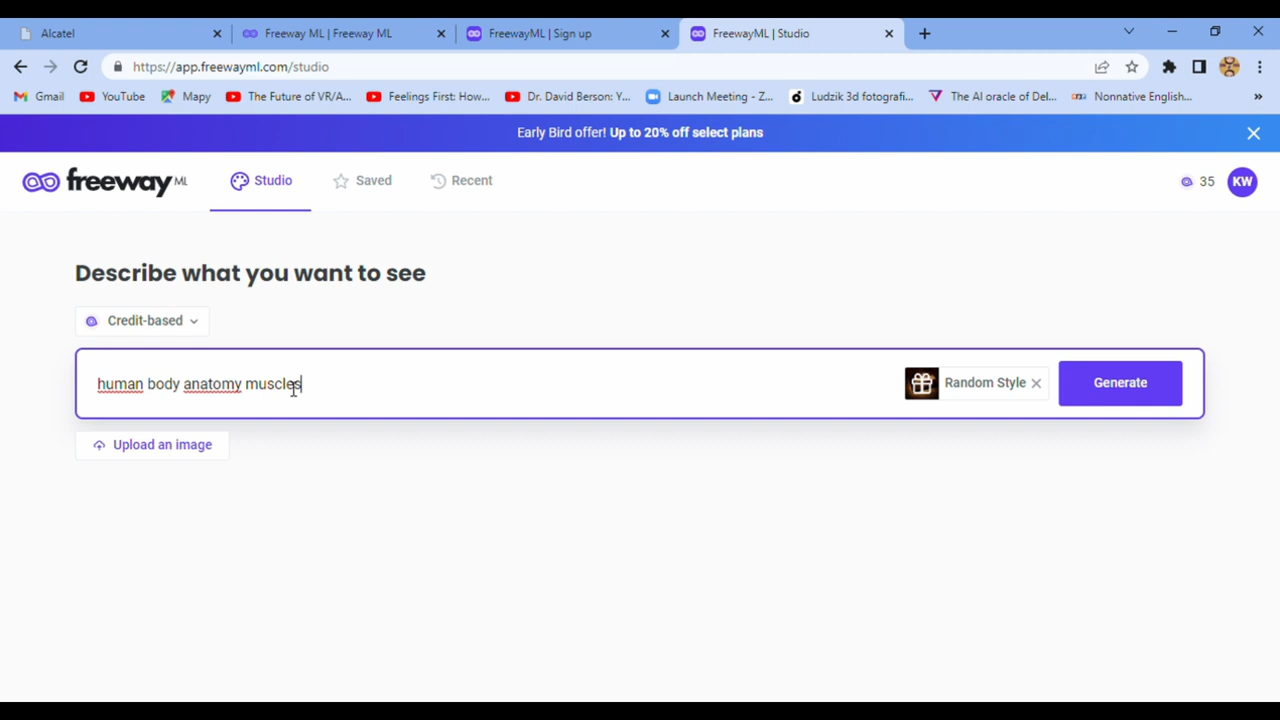 Alcatel
Freeway ML | Freeway ML
FreewayML | Sign up
FreewayML | Studio
https://app.freewayml.com/studio
Gmail
YouTube
Mapy
The Future of VR/A...
Feelings First: How...
Dr. David Berson: Y...
Launch Meeting - Z...
Ludzik 3d fotografi...
The AI oracle of Del...
Nonnative English...
»
Early Bird offer! Up to 20% off select plans
freeway ML
Studio
Saved
Recent
35
KW
Describe what you want to see
Credit-based
human body anatomy muscles
Random Style
Generate
Upload an image